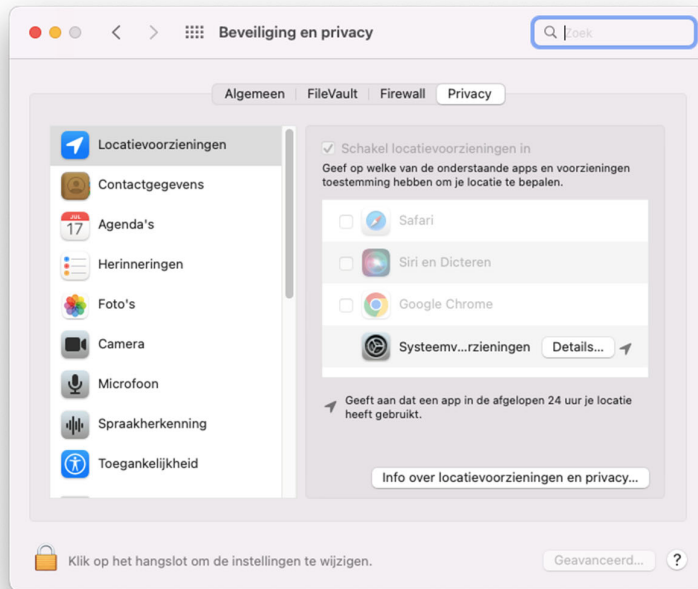 Beveiliging en privacy
Zoek
Algemeen
FileVault
Firewall
Privacy
Locatievoorzieningen
Contactgegevens
JUL
17
Agenda's
Herinneringen
Foto's
Camera
Microfoon
Spraakherkenning
Toegankelijkheid
Schakel locatievoorzieningen in
Geef op welke van de onderstaande apps en voorzieningen
toestemming hebben om je locatie te bepalen.
Safari
Siri en Dicteren
Google Chrome
Systeemv...rzieningen
Details...
Geeft aan dat een app in de afgelopen 24 uur je locatie
heeft gebruikt.
Info over locatievoorzieningen en privacy...
Klik op het hangslot om de instellingen te wijzigen.
Geavanceerd...
?